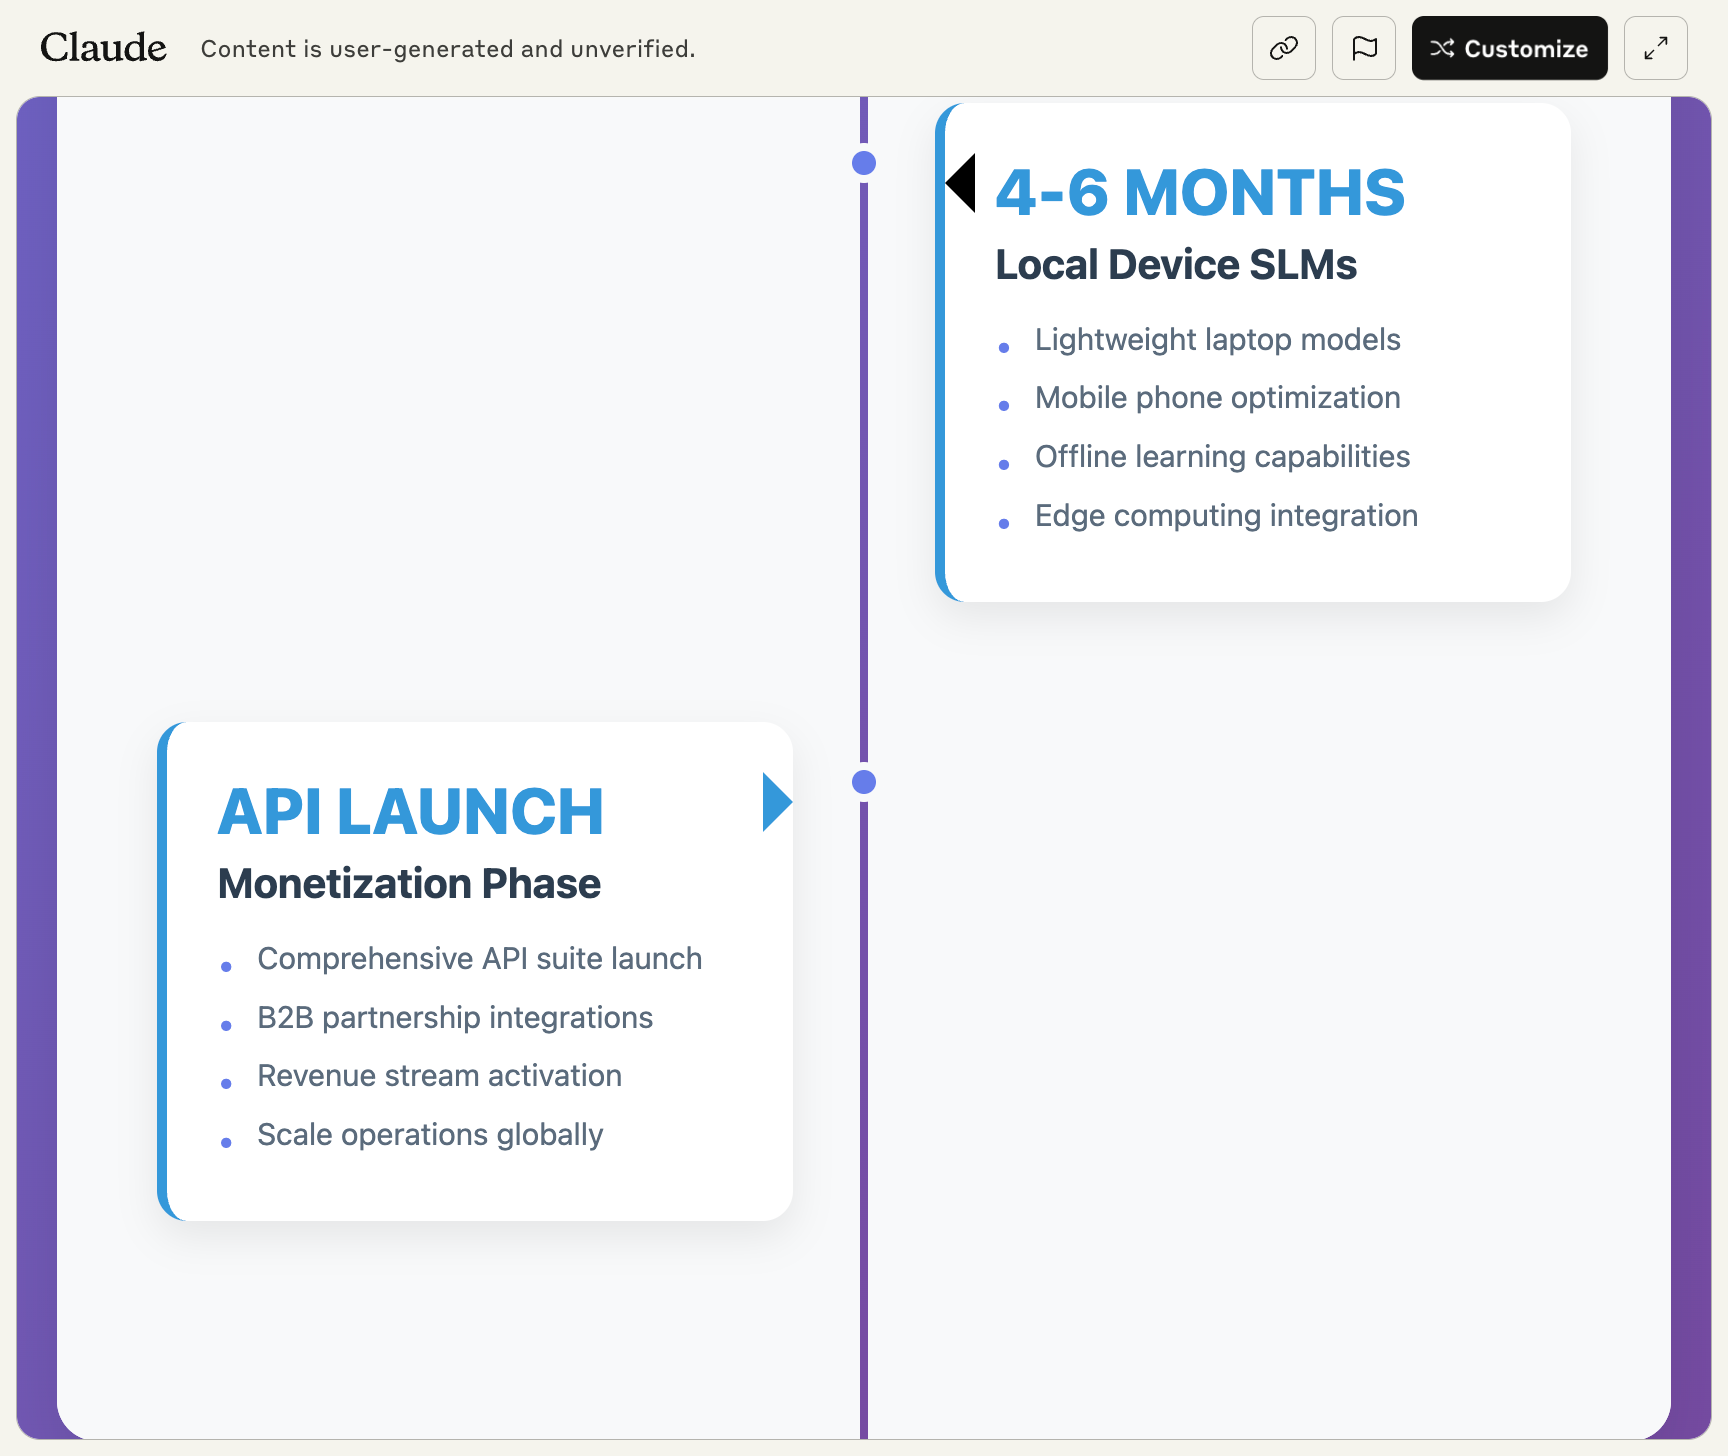 Claude
Content is user-generated and unverified.
Customize
4-6 MONTHS
Local Device SLMs
Lightweight laptop models
Mobile phone optimization
Offline learning capabilities
Edge computing integration
API LAUNCH
Monetization Phase
Comprehensive API suite launch
B2B partnership integrations
Revenue stream activation
Scale operations globally